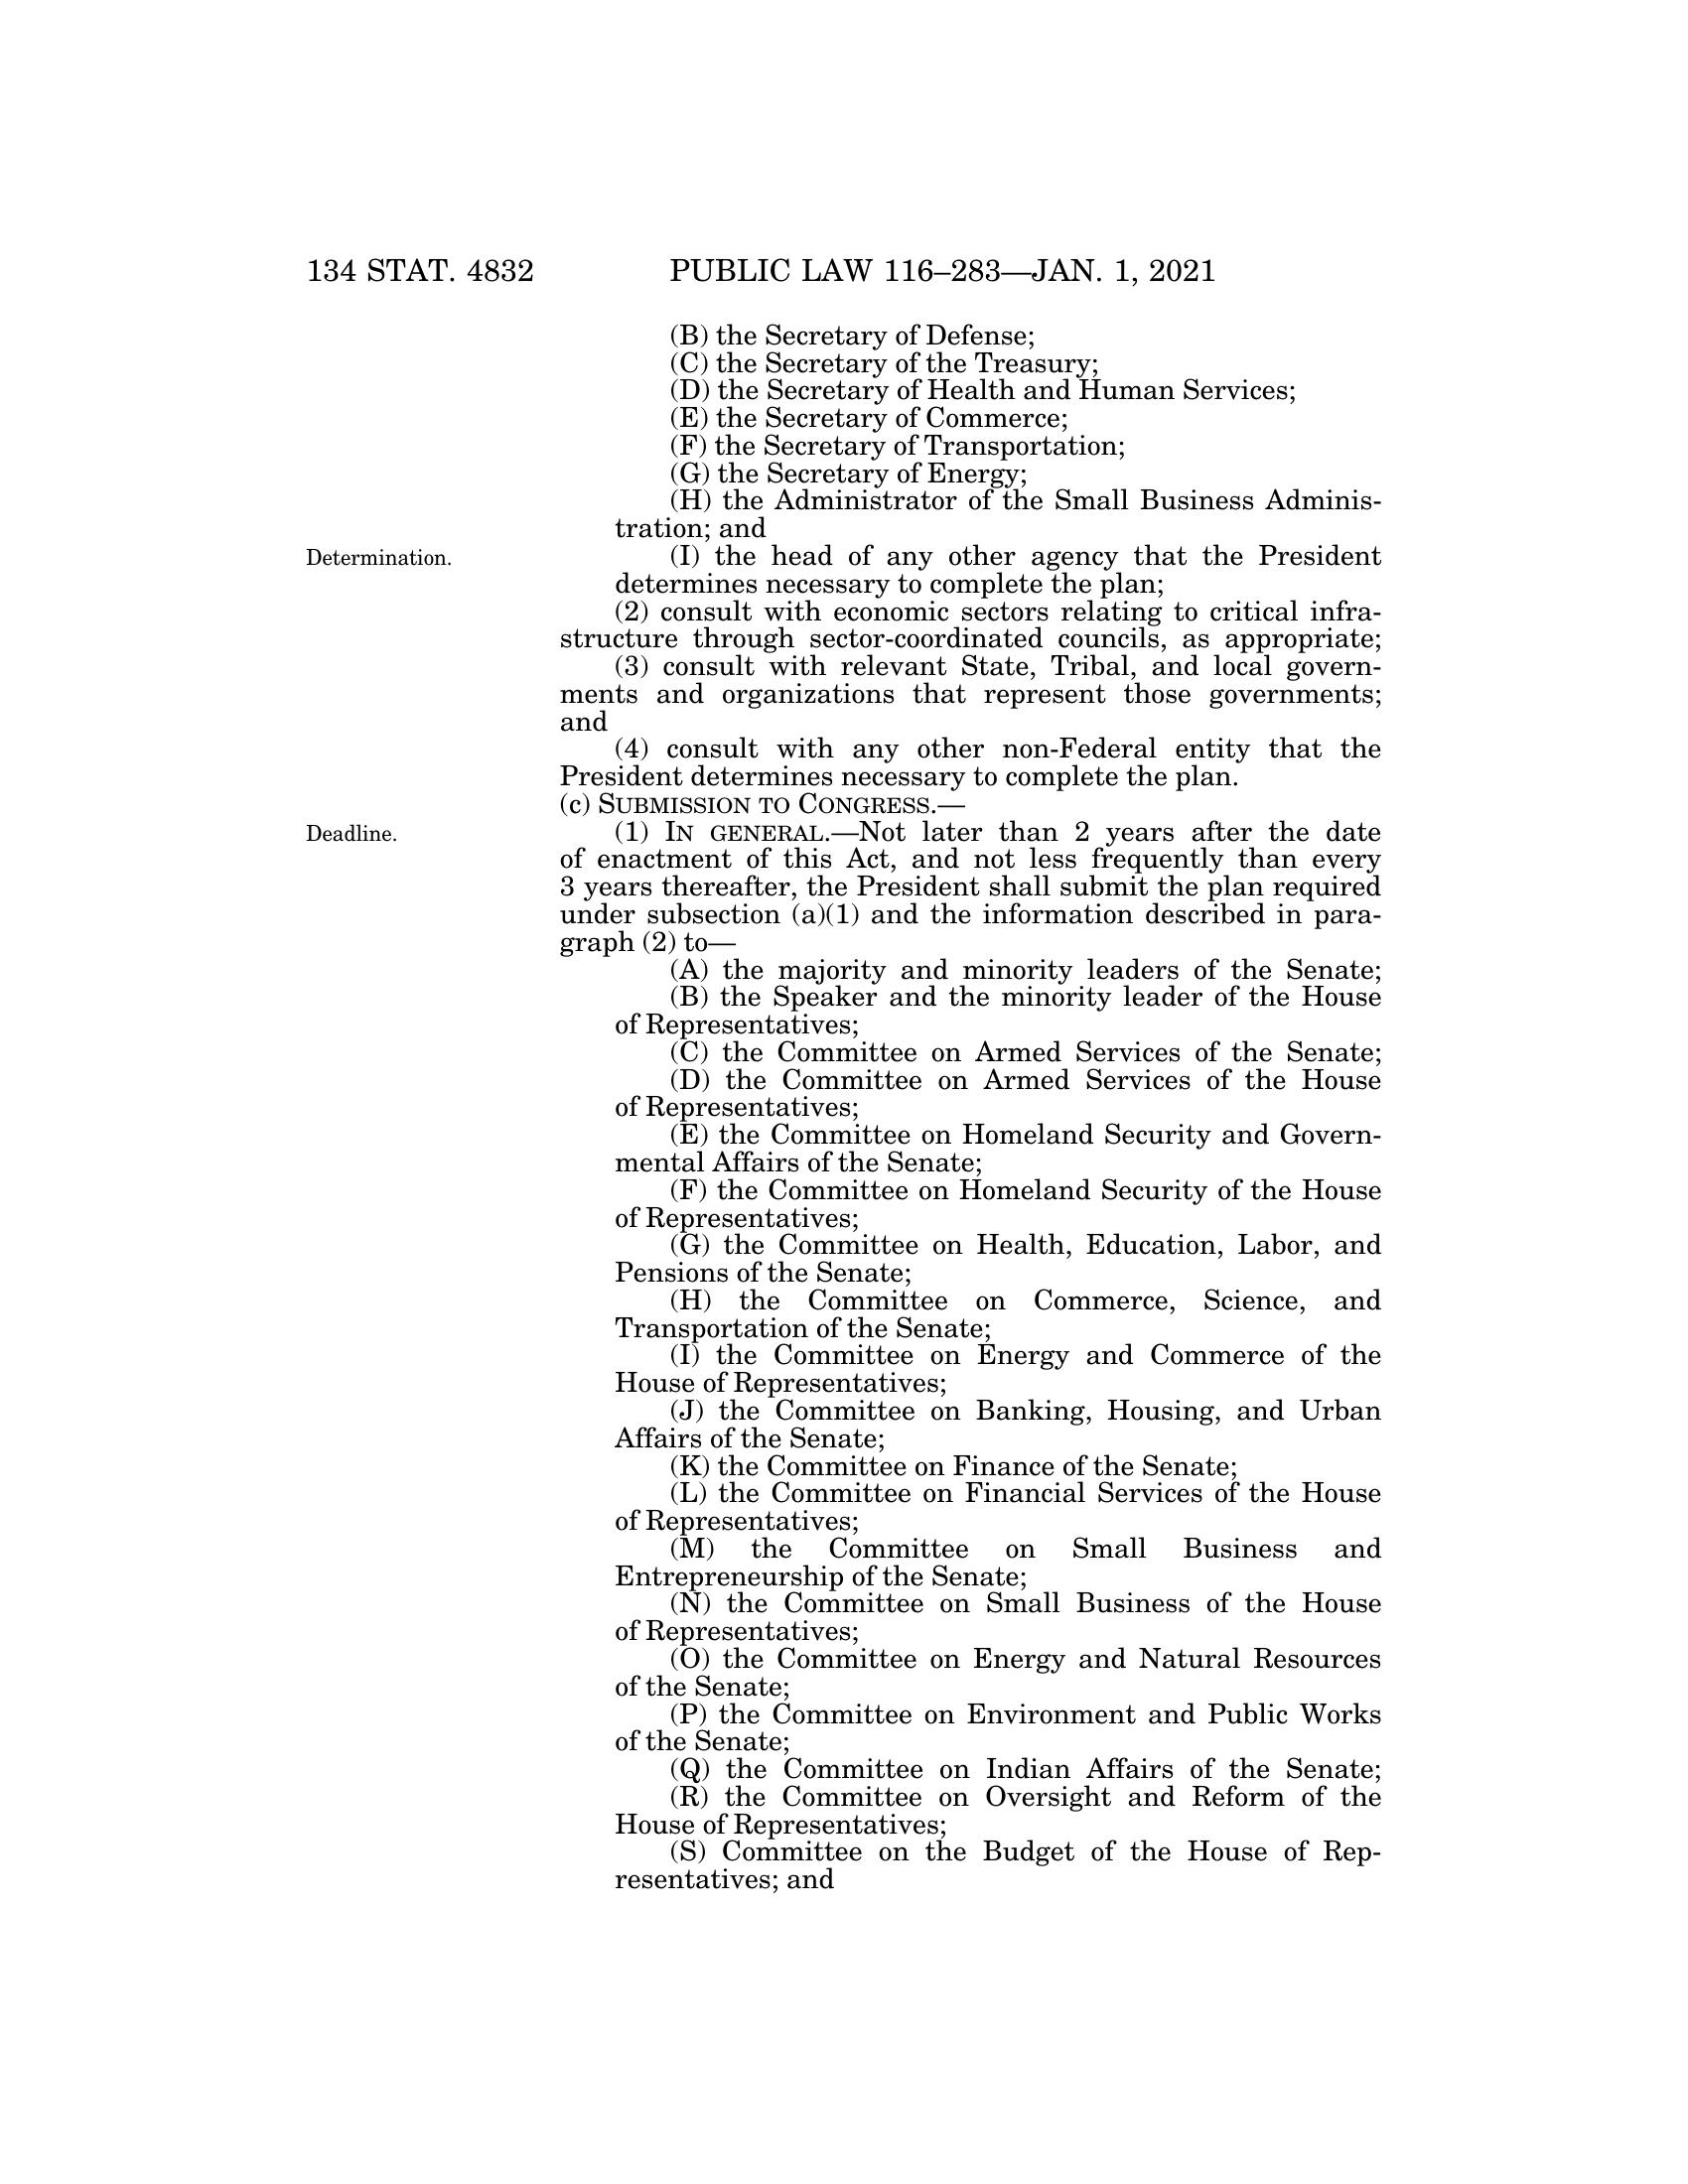 134 STAT. 4832 PUBLIC LAW 116–283—JAN. 1, 2021
(B) the Secretary of Defense;
(C) the Secretary of the Treasury;
(D) the Secretary of Health and Human Services;
(E) the Secretary of Commerce;
(F) the Secretary of Transportation;
(G) the Secretary of Energy;
(H) the Administrator of the Small Business Adminis-
tration; and
Determination.
(I) the head of any other agency that the President
determines necessary to complete the plan;
(2) consult with economic sectors relating to critical infra-
structure through sector-coordinated councils, as appropriate;
(3) consult with relevant State, Tribal, and local govern-
ments and organizations that represent those governments;
and
(4) consult with any other non-Federal entity that the
President determines necessary to complete the plan.
(c) SUBMISSION TO CONGRESS.—
Deadline.
(1) IN GENERAL.—Not later than 2 years after the date
of enactment of this Act, and not less frequently than every
3 years thereafter, the President shall submit the plan required
under subsection (a)(1) and the information described in para-
graph (2) to—
(A) the majority and minority leaders of the Senate;
(B) the Speaker and the minority leader of the House
of Representatives;
(C) the Committee on Armed Services of the Senate;
(D) the Committee on Armed Services of the House
of Representatives;
(E) the Committee on Homeland Security and Govern-
mental Affairs of the Senate;
(F) the Committee on Homeland Security of the House
of Representatives;
(G) the Committee on Health, Education, Labor, and
Pensions of the Senate;
(H) the Committee on Commerce, Science, and
Transportation of the Senate;
(I) the Committee on Energy and Commerce of the
House of Representatives;
(J) the Committee on Banking, Housing, and Urban
Affairs of the Senate;
(K) the Committee on Finance of the Senate;
(L) the Committee on Financial Services of the House
of Representatives;
(M) the Committee on Small Business and
Entrepreneurship of the Senate;
(N) the Committee on Small Business of the House
of Representatives;
(O) the Committee on Energy and Natural Resources
of the Senate;
(P) the Committee on Environment and Public Works
of the Senate;
(Q) the Committee on Indian Affairs of the Senate;
(R) the Committee on Oversight and Reform of the
House of Representatives;
(S) Committee on the Budget of the House of Rep-
resentatives; and